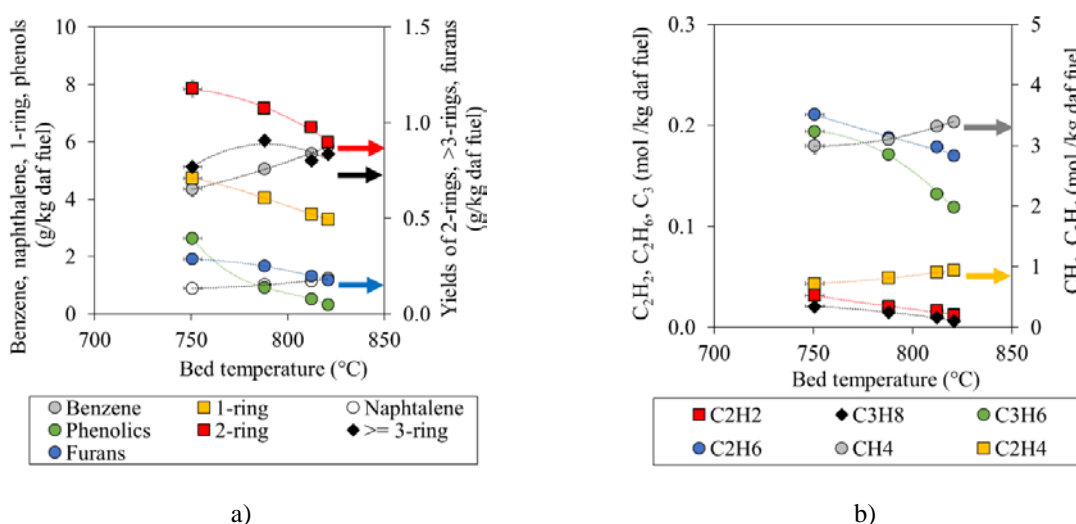 10
8
6
4
2
0
Benzene, naphthalene, 1-ring, phenols
(g/kg daf fuel)
1.5
1.0
0.5
0.0
Yields of 2-rings, >3-rings, furans
(g/kg daf fuel)
700 750 800 850
Bed temperature (°C)
Benzene 1-ring Naphtalene
Phenolics 2-ring >= 3-ring
Furans
a)
0.3
0.2
0.1
0.0
C2H2, C2H6, C3 (mol /kg daf fuel)
5
4
3
2
1
0
(mol /kg daf fuel)
700 750 800 850
Bed temperature (°C)
C2H2 C3H8 C3H6
C2H6 CH4 C2H4
b)